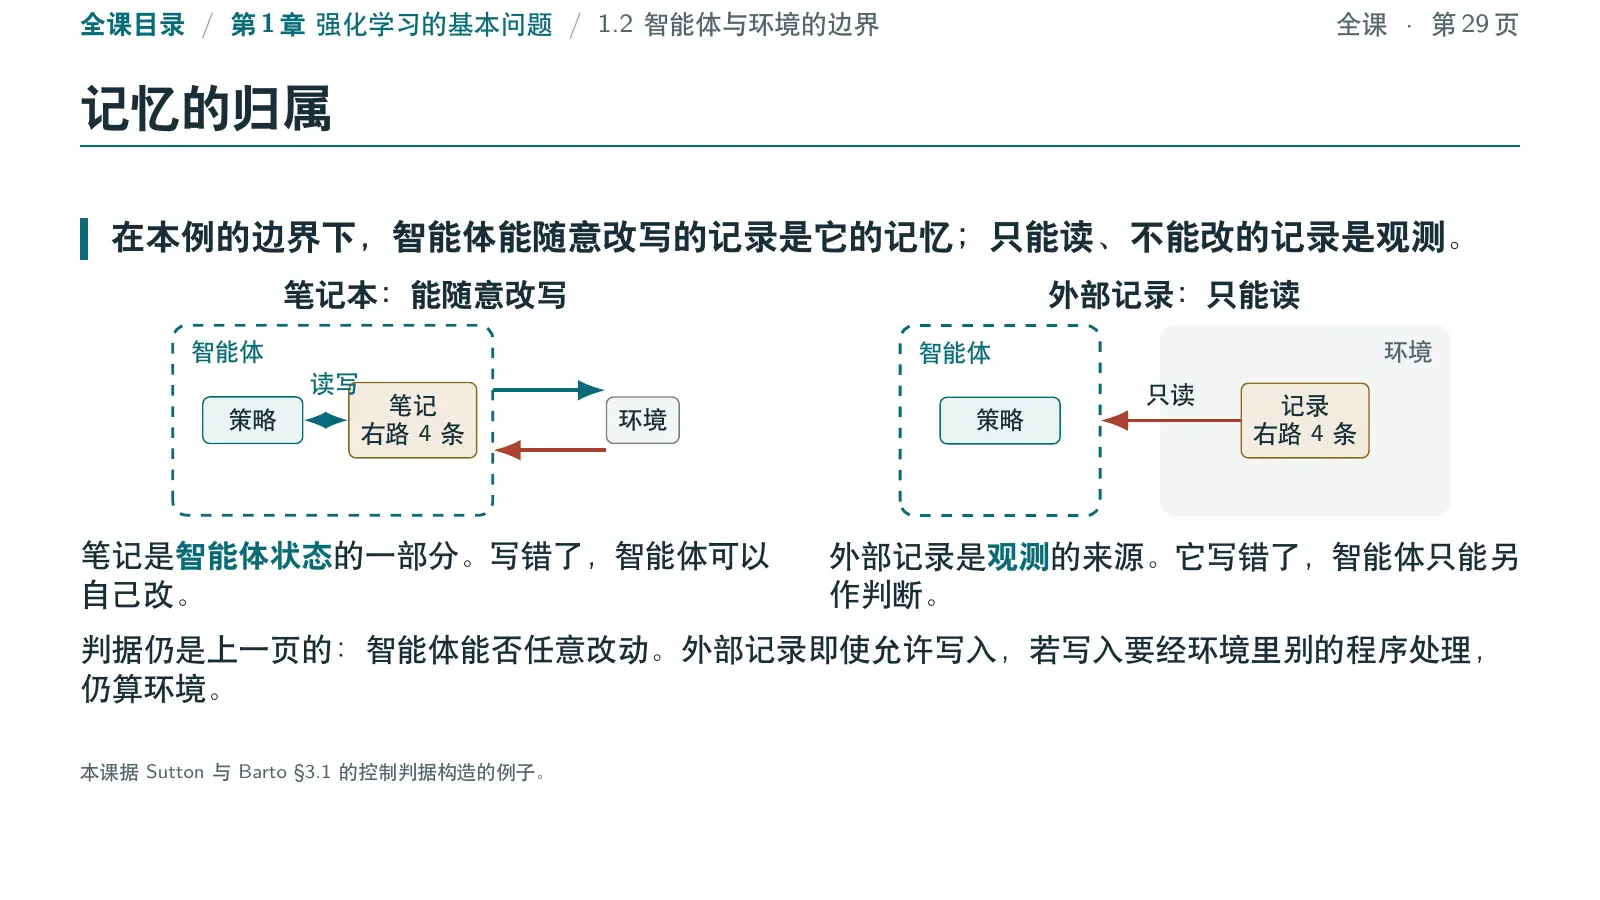 全课目录 / 第1章 强化学习的基本问题 / 1.2 智能体与环境的边界
全课 · 第29页
记忆的归属
在本例的边界下，智能体能随意改写的记录是它的记忆；只能读、不能改的记录是观测。
笔记本：能随意改写
智能体
读写
策略
笔记
右路 4 条
环境
外部记录：只能读
智能体
环境
只读
策略
记录
右路 4 条
笔记是智能体状态的一部分。写错了，智能体可以
自己改。
外部记录是观测的来源。它写错了，智能体只能另
作判断。
判据仍是上一页的：智能体能否任意改动。外部记录即使允许写入，若写入要经环境里别的程序处理，
仍算环境。
本课据 Sutton 与 Barto §3.1 的控制判据构造的例子。